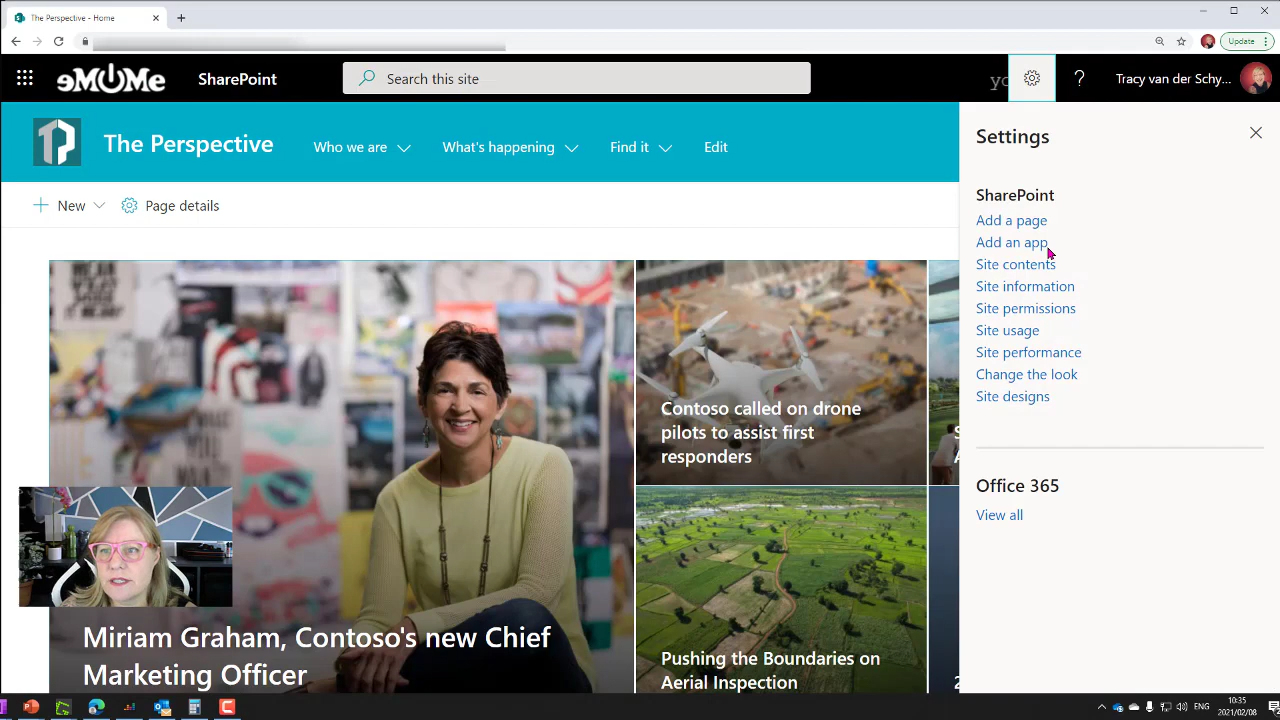 The Perspective - Home
Update
eMUMe
SharePoint
Search this site
yo
?
Tracy van der Schy...
The Perspective
Who we are
What's happening
Find it
Edit
New
Page details
Settings
SharePoint
Add a page
Add an app
Site contents
Site information
Site permissions
Site usage
Site performance
Change the look
Site designs
Office 365
View all
Contoso called on drone
pilots to assist first
responders
Miriam Graham, Contoso's new Chief
Marketing Officer
Pushing the Boundaries on
Aerial Inspection
ENG
10:35
2021/02/08